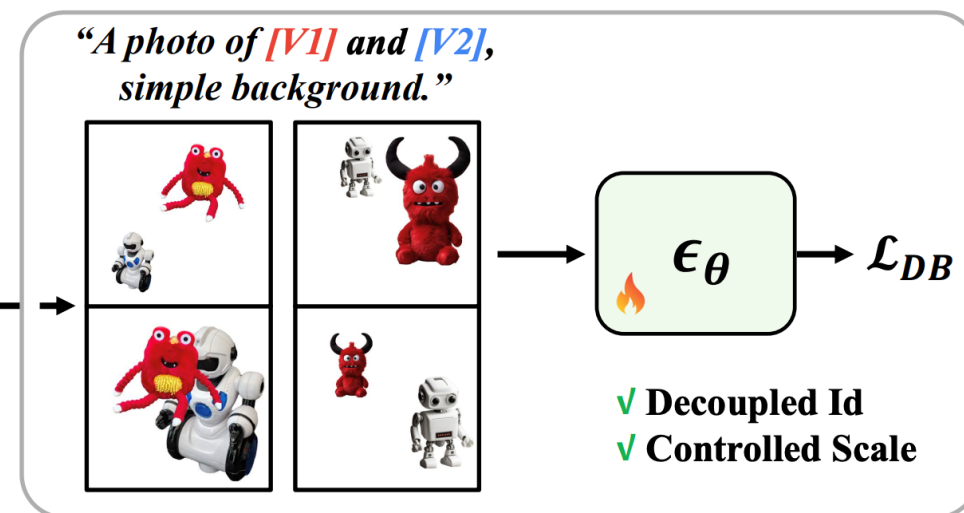 “A photo of [V1] and [V2],
simple background.”
ϵθ
ℒDB
√ Decoupled Id
√ Controlled Scale